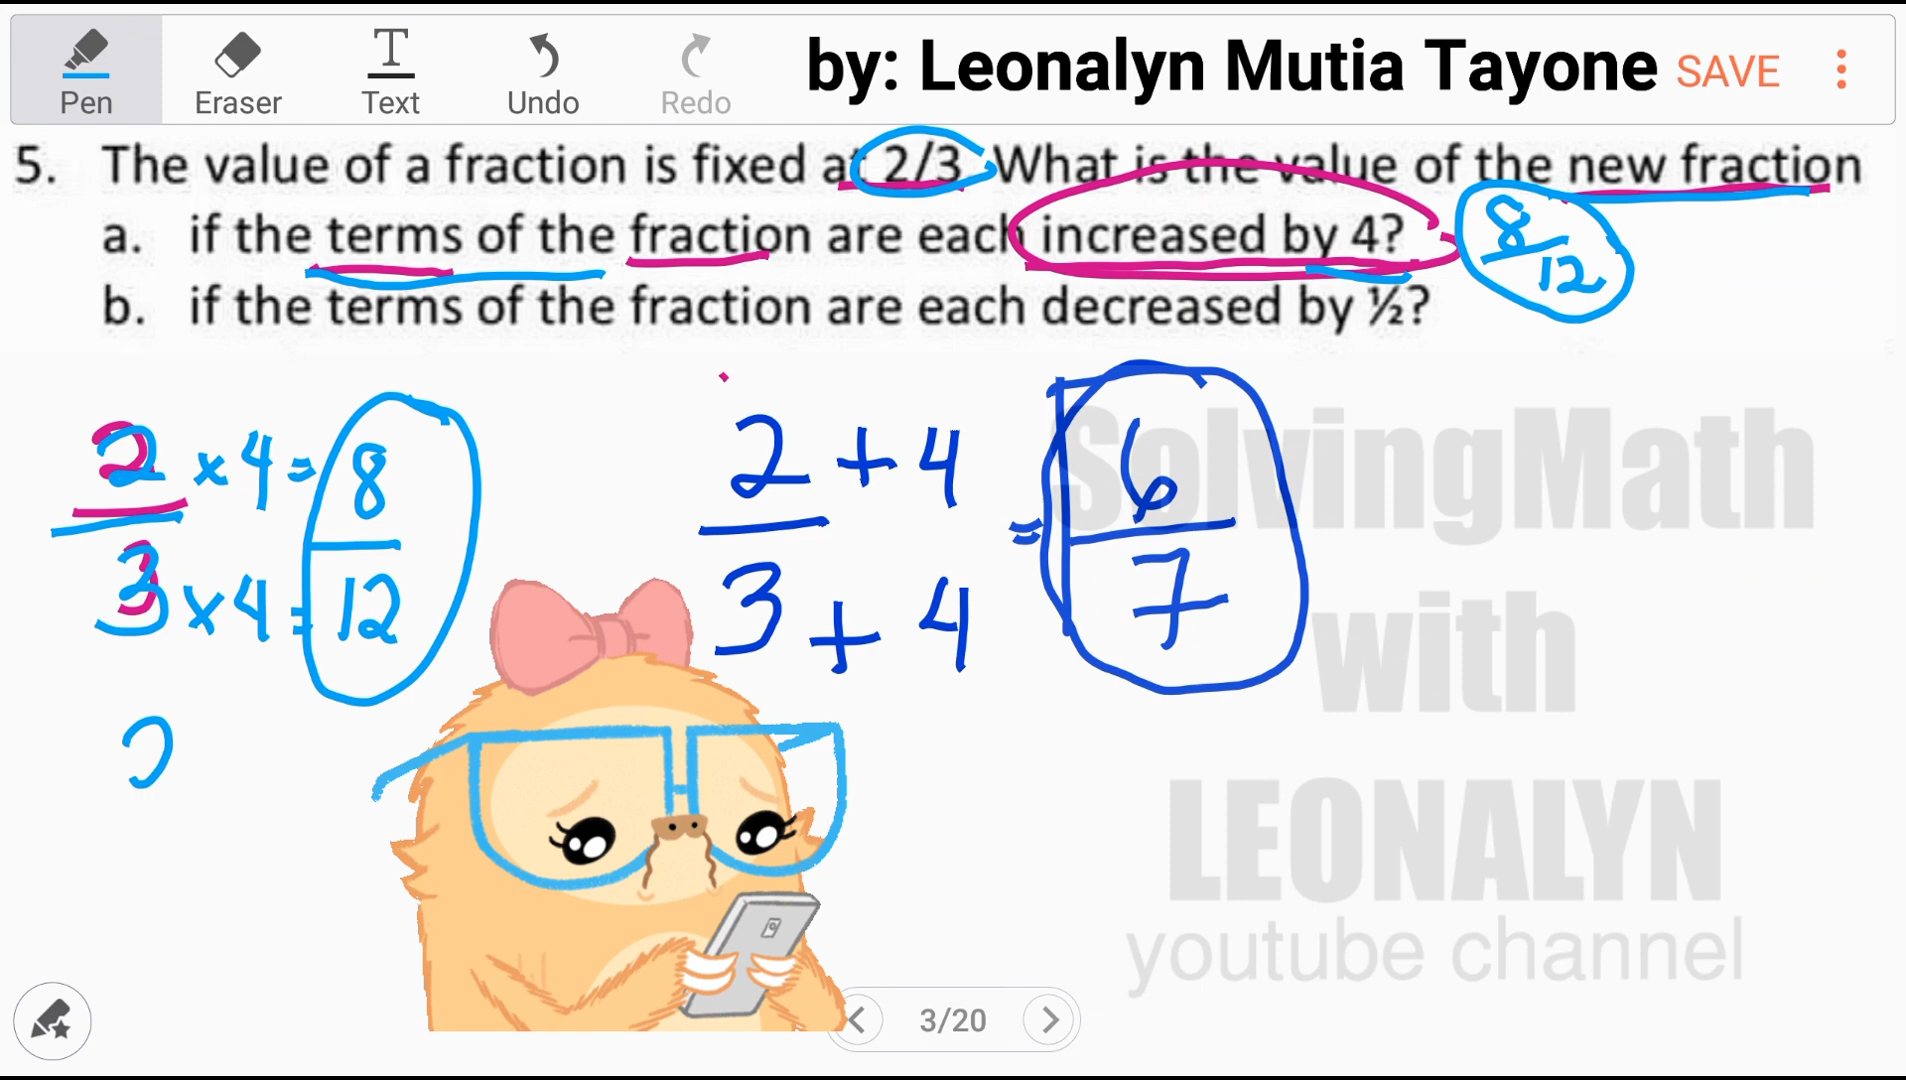 Pen Eraser Text Undo Redo by: Leonalyn Mutia Tayone SAVE
5. The value of a fraction is fixed at 2/3. What is the value of the new fraction
a. if the terms of the fraction are each increased by 4? 8/12
b. if the terms of the fraction are each decreased by ½?
2 x 4 = 8
3 x 4 = 12
2 + 4
3 + 4
= 6/7
SolvingMath
with
LEONALYN
youtube channel
3/20